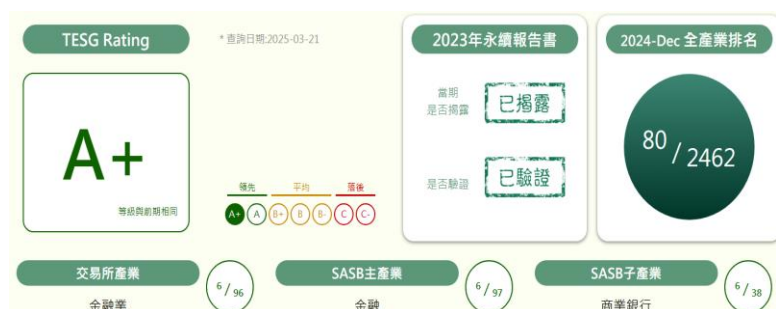 TESG Rating
* 查詢日期:2025-03-21
A+
等級與前期相同
領先 平均 落後
A+ A B+ B B- C C-
2023年永續報告書
當期
是否揭露
已揭露
是否驗證
已驗證
2024-Dec 全產業排名
80 / 2462
交易所產業
6 / 96
金融業
SASB主產業
6 / 97
金融
SASB子產業
6 / 38
商業銀行